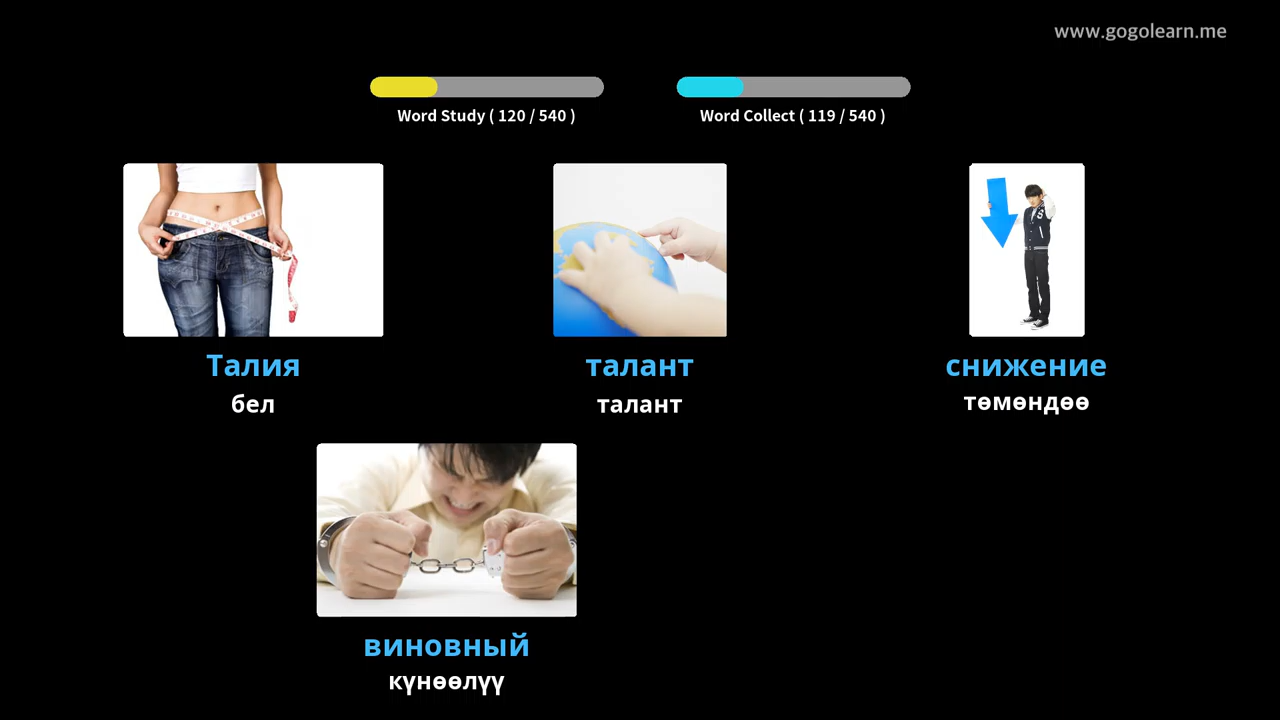 www.gogolearn.me
Word Study ( 120 / 540 )
Word Collect ( 119 / 540 )
Талия
бел
талант
талант
снижение
төмөндөө
виновный
күнөөлүү